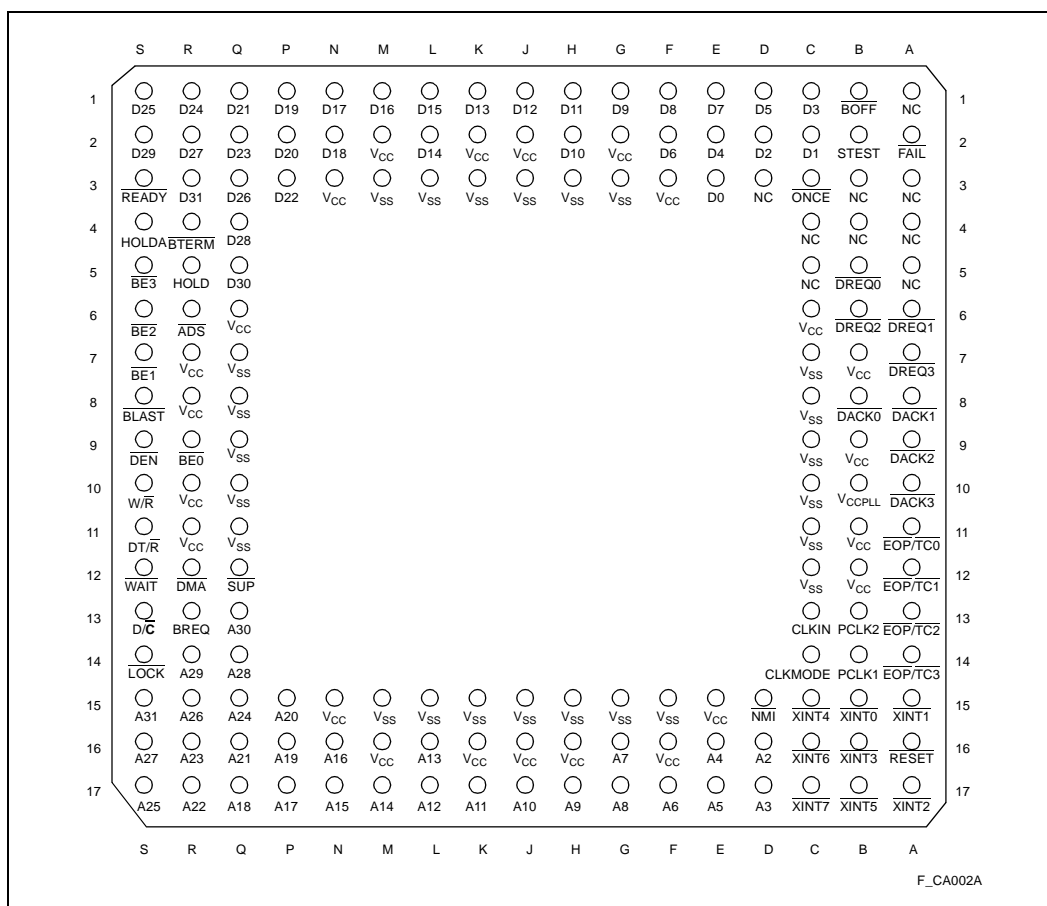 S R Q P N M L K J H G F E D C B A
1 D25 D24 D21 D19 D17 D16 D15 D13 D12 D11 D9 D8 D7 D5 D3 BOFF NC 1
2 D29 D27 D23 D20 D18 VCC D14 VCC VCC D10 VCC D6 D4 D2 D1 STEST FAIL 2
3 READY D31 D26 D22 VCC VSS VSS VSS VSS VSS VSS VCC D0 NC ONCE NC NC 3
4 HOLDA BTERM D28 NC NC NC 4
5 BE3 HOLD D30 NC DREQ0 NC 5
6 BE2 ADS VCC VCC DREQ2 DREQ1 6
7 BE1 VCC VSS VSS VCC DREQ3 7
8 BLAST VCC VSS VSS DACK0 DACK1 8
9 DEN BE0 VSS VSS VCC DACK2 9
10 W/R VCC VSS VSS VCCPLL DACK3 10
11 DT/R VCC VSS VSS VCC EOP/TC0 11
12 WAIT DMA SUP VSS VCC EOP/TC1 12
13 D/C BREQ A30 CLKIN PCLK2 EOP/TC2 13
14 LOCK A29 A28 CLKMODE PCLK1 EOP/TC3 14
15 A31 A26 A24 A20 VCC VSS VSS VSS VSS VSS VSS VSS VCC NMI XINT4 XINT0 XINT1 15
16 A27 A23 A21 A19 A16 VCC A13 VCC VCC VCC A7 VCC A4 A2 XINT6 XINT3 RESET 16
17 A25 A22 A18 A17 A15 A14 A12 A11 A10 A9 A8 A6 A5 A3 XINT7 XINT5 XINT2 17
S R Q P N M L K J H G F E D C B A
F_CA002A